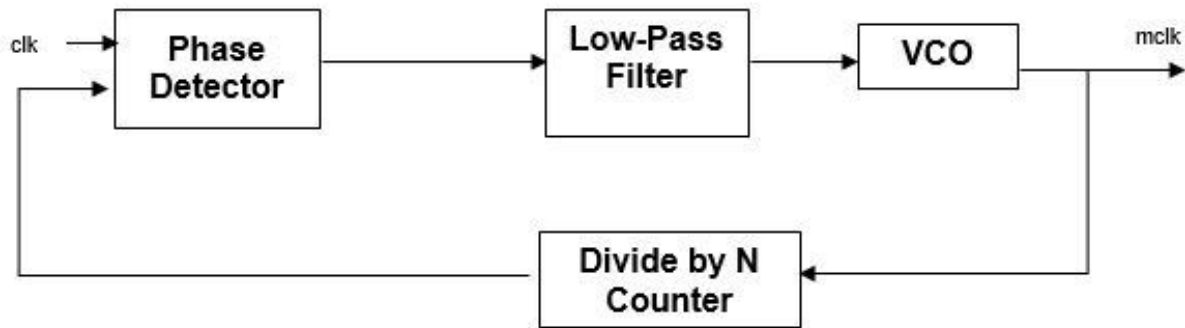 clk
Phase
Detector
Low-Pass
Filter
VCO
mclk
Divide by N
Counter